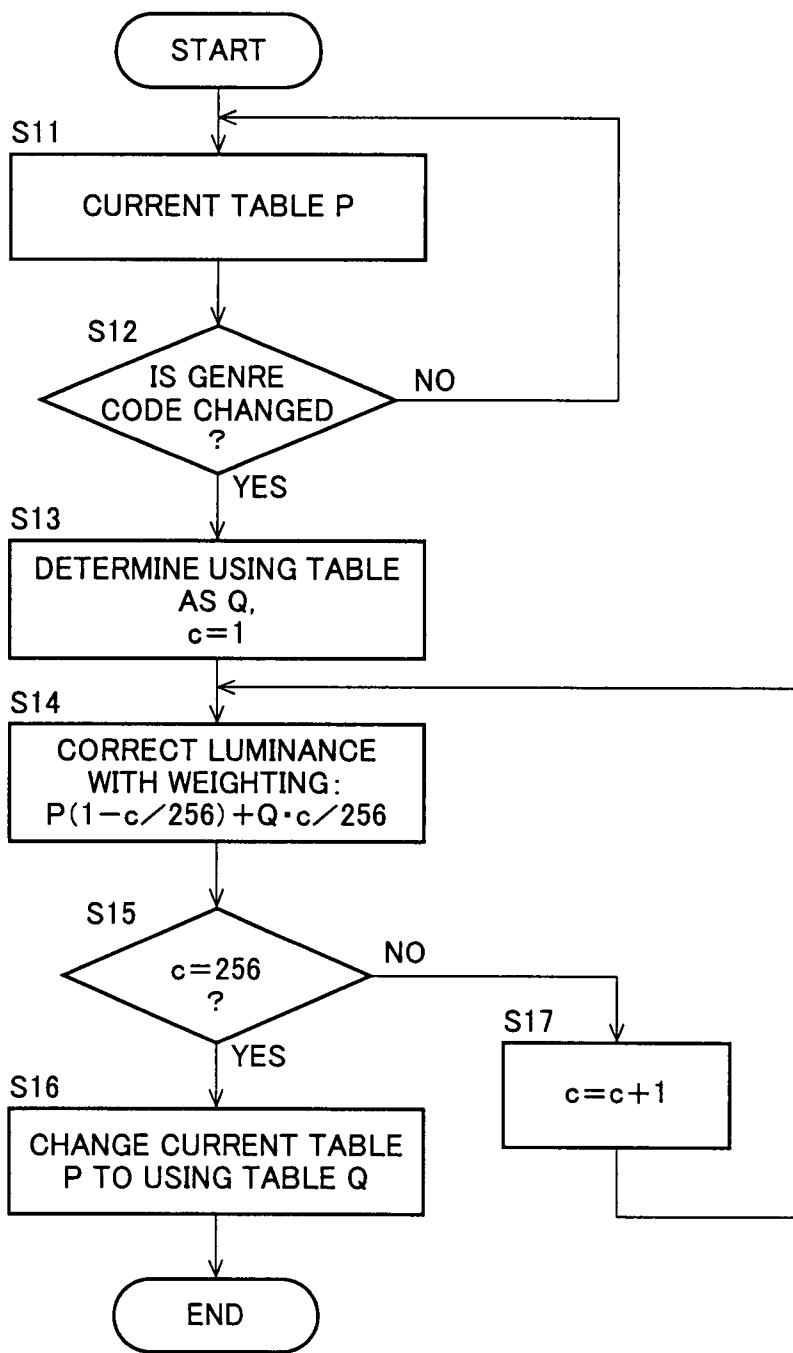 START
S11
CURRENT TABLE P
S12
IS GENRE
CODE CHANGED
?
NO
YES
S13
DETERMINE USING TABLE
AS Q,
c=1
S14
CORRECT LUMINANCE
WITH WEIGHTING:
P(1-c/256)+Q·c/256
S15
c=256
?
NO
YES
S17
c=c+1
S16
CHANGE CURRENT TABLE
P TO USING TABLE Q
END